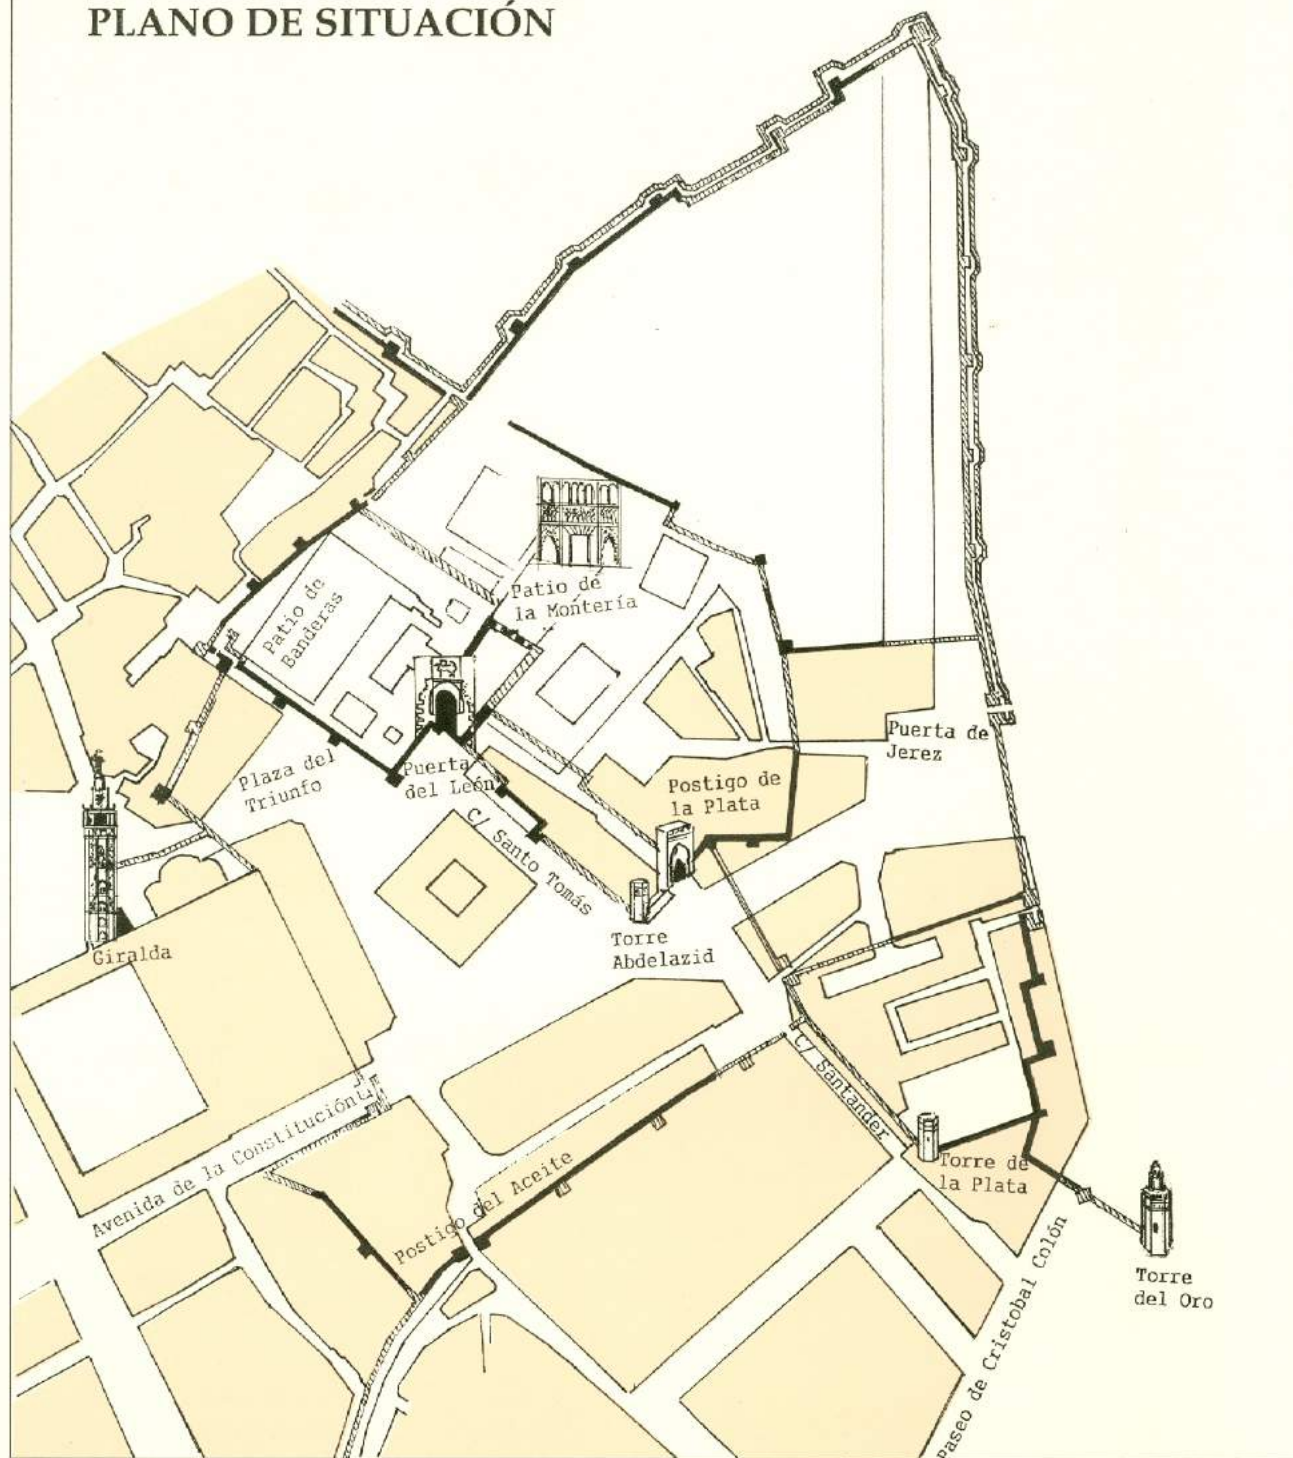 PLANO DE SITUACIÓN
Patio de
Banderas
Patio de
la Montería
Puerta de
Jerez
Plaza del
Triunfo
Puerta
del León
Postigo de
la Plata
C/ Santo Tomás
Giralda
Torre
Abdelazid
C/ Santander
Avenida de la Constitución
Postigo del Aceite
Torre de
la Plata
Torre
del Oro
Paseo de Cristobal Colón